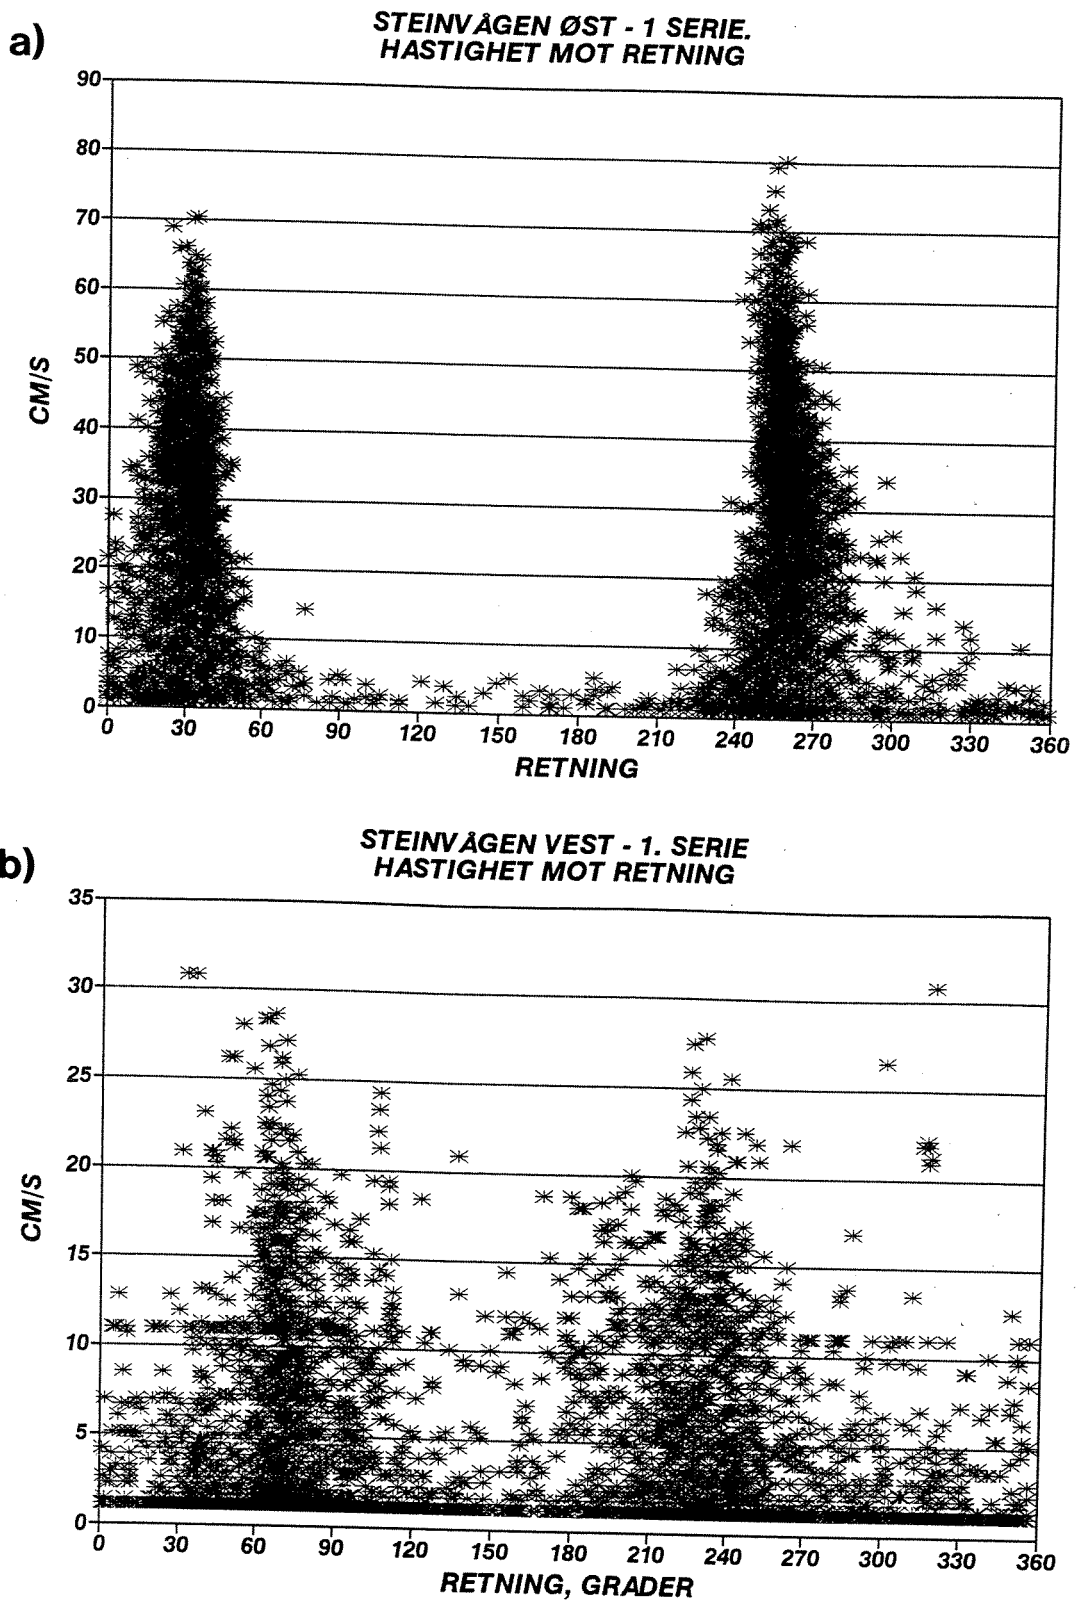 a)
STEINVÅGEN ØST - 1 SERIE.
HASTIGHET MOT RETNING
90
80
70
60
50
40
30
20
10
0
CM/S
0 30 60 90 120 150 180 210 240 270 300 330 360
RETNING
b)
STEINVÅGEN VEST - 1. SERIE
HASTIGHET MOT RETNING
35
30
25
20
15
10
5
0
CM/S
0 30 60 90 120 150 180 210 240 270 300 330 360
RETNING, GRADER